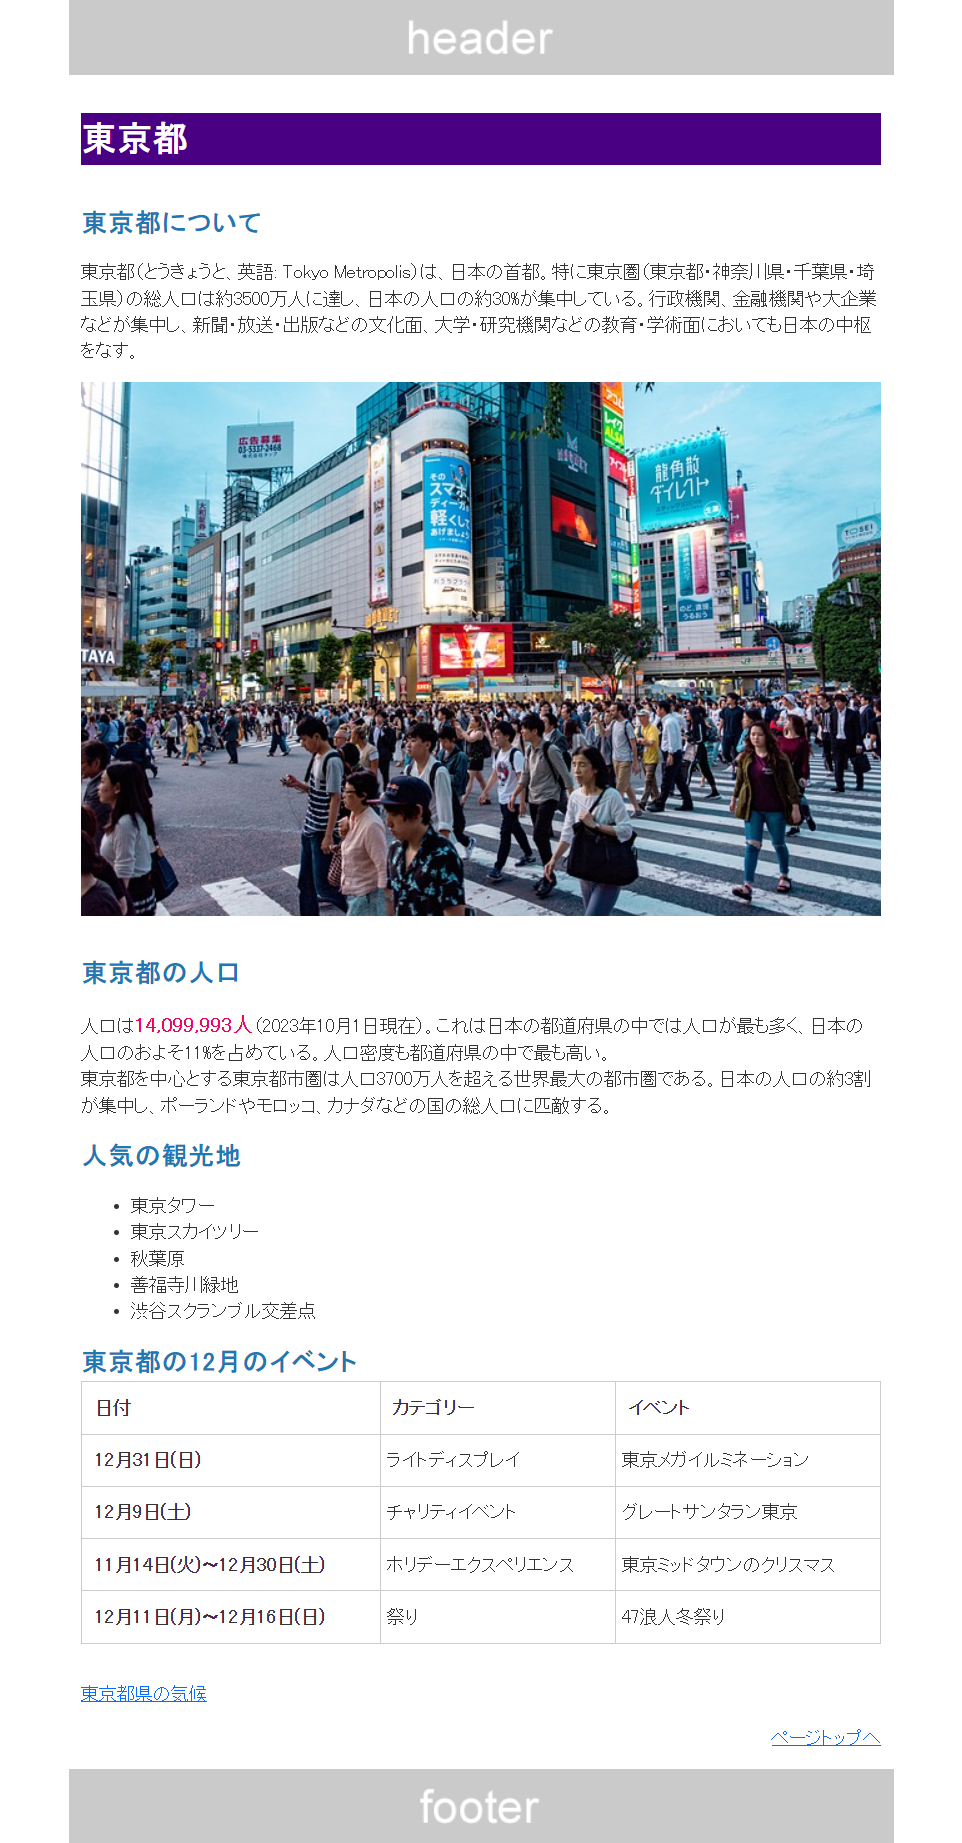 header
東京都
東京都について
東京都（とうきょうと、英語: Tokyo Metropolis）は、日本の首都。特に東京圏（東京都・神奈川県・千葉県・埼
玉県）の総人口は約3500万人に達し、日本の人口の約30%が集中している。行政機関、金融機関や大企業
などが集中し、新聞・放送・出版などの文化面、大学・研究機関などの教育・学術面においても日本の中枢
をなす。
広告募集
03-5337-2468
その
スマホ
ディーガが
軽くして
あげましょう
レイク
ALSA
アイフル
龍角散
ダイレクト
のど、直接、
うるおう
TOSEI
TAYA
Glico
JR 渋谷
東京都の人口
人口は14,099,993人（2023年10月1日現在）。これは日本の都道府県の中では人口が最も多く、日本の
人口のおよそ11%を占めている。人口密度も都道府県の中で最も高い。
東京都を中心とする東京都市圏は人口3700万人を超える世界最大の都市圏である。日本の人口の約3割
が集中し、ポーランドやモロッコ、カナダなどの国の総人口に匹敵する。
人気の観光地
• 東京タワー
• 東京スカイツリー
• 秋葉原
• 善福寺川緑地
• 渋谷スクランブル交差点
東京都の12月のイベント
日付 カテゴリー イベント
12月31日(日) ライトディスプレイ 東京メガイルミネーション
12月9日(土) チャリティイベント グレートサンタラン東京
11月14日(火)～12月30日(土) ホリデーエクスペリエンス 東京ミッドタウンのクリスマス
12月11日(月)～12月16日(日) 祭り 47浪人冬祭り
東京都県の気候
ページトップへ
footer